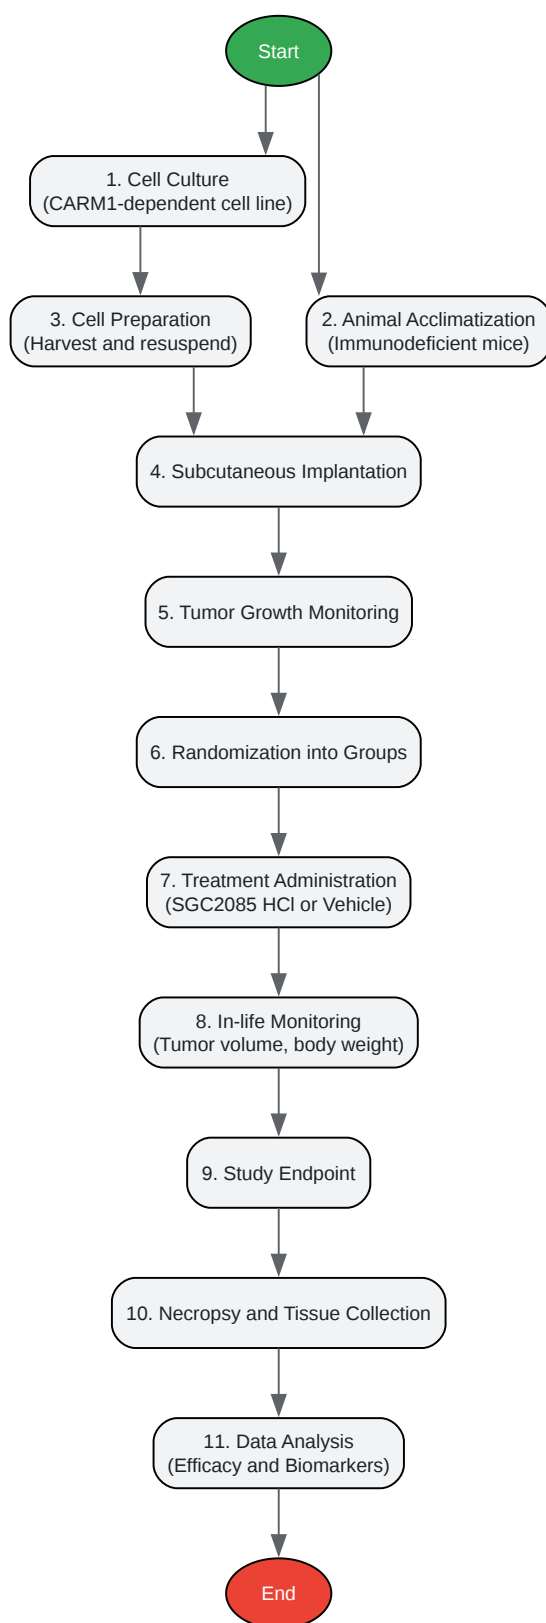 Start
1. Cell Culture
(CARM1-dependent cell line)
3. Cell Preparation
(Harvest and resuspend)
2. Animal Acclimatization
(Immunodeficient mice)
4. Subcutaneous Implantation
5. Tumor Growth Monitoring
6. Randomization into Groups
7. Treatment Administration
(SGC2085 HCl or Vehicle)
8. In-life Monitoring
(Tumor volume, body weight)
9. Study Endpoint
10. Necropsy and Tissue Collection
11. Data Analysis
(Efficacy and Biomarkers)
End